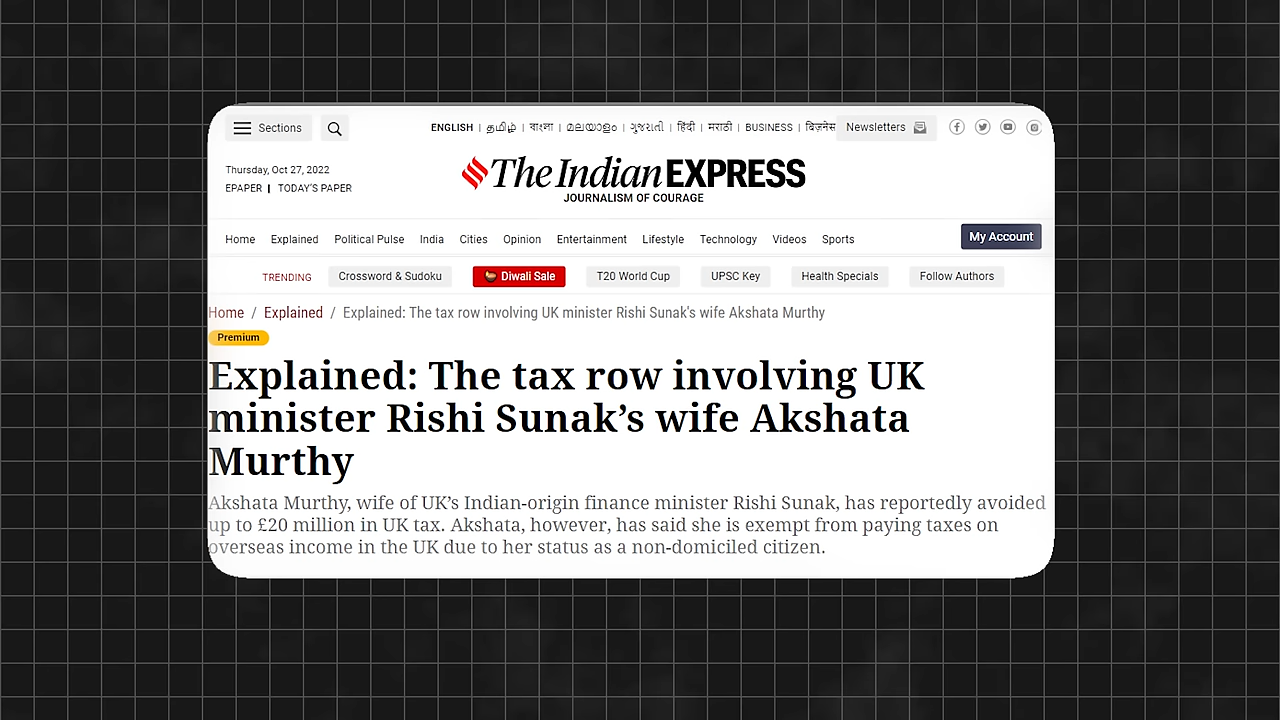 Sections
ENGLISH | தமிழ் | বাংলা | മലയാളം | ગુજરાતી | हिंदी | मराठी | BUSINESS | बिज़नेस
Newsletters
Thursday, Oct 27, 2022
EPAPER | TODAY'S PAPER
The Indian EXPRESS
JOURNALISM OF COURAGE
Home Explained Political Pulse India Cities Opinion Entertainment Lifestyle Technology Videos Sports My Account
TRENDING Crossword & Sudoku Diwali Sale T20 World Cup UPSC Key Health Specials Follow Authors
Home / Explained / Explained: The tax row involving UK minister Rishi Sunak's wife Akshata Murthy
Premium
Explained: The tax row involving UK
minister Rishi Sunak’s wife Akshata
Murthy
Akshata Murthy, wife of UK’s Indian-origin finance minister Rishi Sunak, has reportedly avoided
up to £20 million in UK tax. Akshata, however, has said she is exempt from paying taxes on
overseas income in the UK due to her status as a non-domiciled citizen.